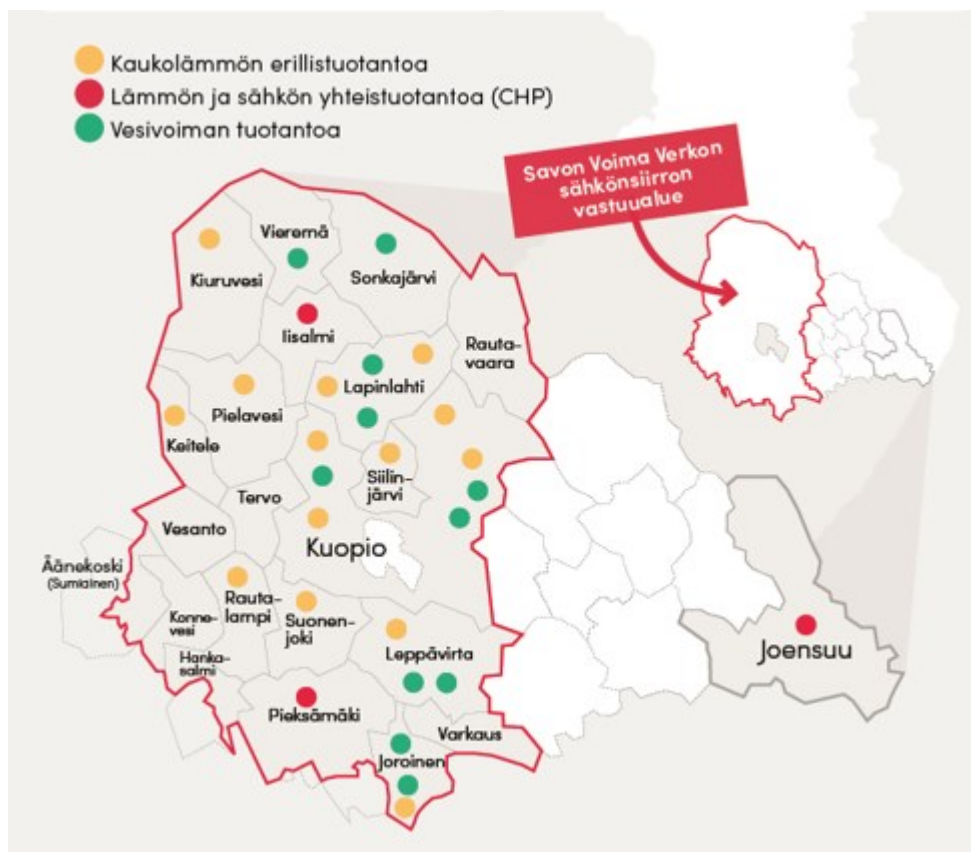 Kaukolämmön erillistuotantoa
Lämmön ja sähkön yhteistuotantoa (CHP)
Vesivoiman tuotantoa
Savon Voima Verkon
sähkönsiirron
vastuualue
Vieremä
Kiuruvesi
Sonkajärvi
Iisalmi
Rauta-
vaara
Lapinlahti
Pielavesi
Keitele
Siilin-
järvi
Tervo
Vesanto
Kuopio
Äänekoski
(Sumiainen)
Rauta-
lampi
Konne-
vesi
Suonen-
joki
Hanka-
salmi
Leppävirta
Joensuu
Pieksämäki
Varkaus
Joroinen